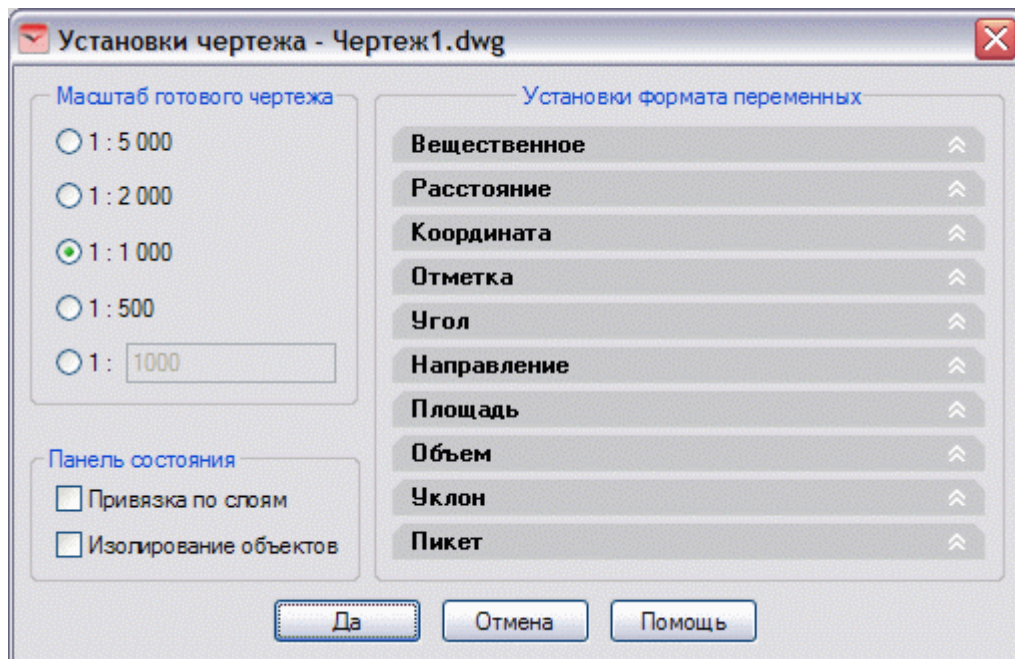 Установки чертежа - Чертеж1.dwg
Масштаб готового чертежа
1 : 5 000
1 : 2 000
1 : 1 000
1 : 500
1 : 1000
Панель состояния
Привязка по слоям
Изолирование объектов
Установки формата переменных
Вещественное
Расстояние
Координата
Отметка
Угол
Направление
Площадь
Объем
Уклон
Пикет
Да
Отмена
Помощь